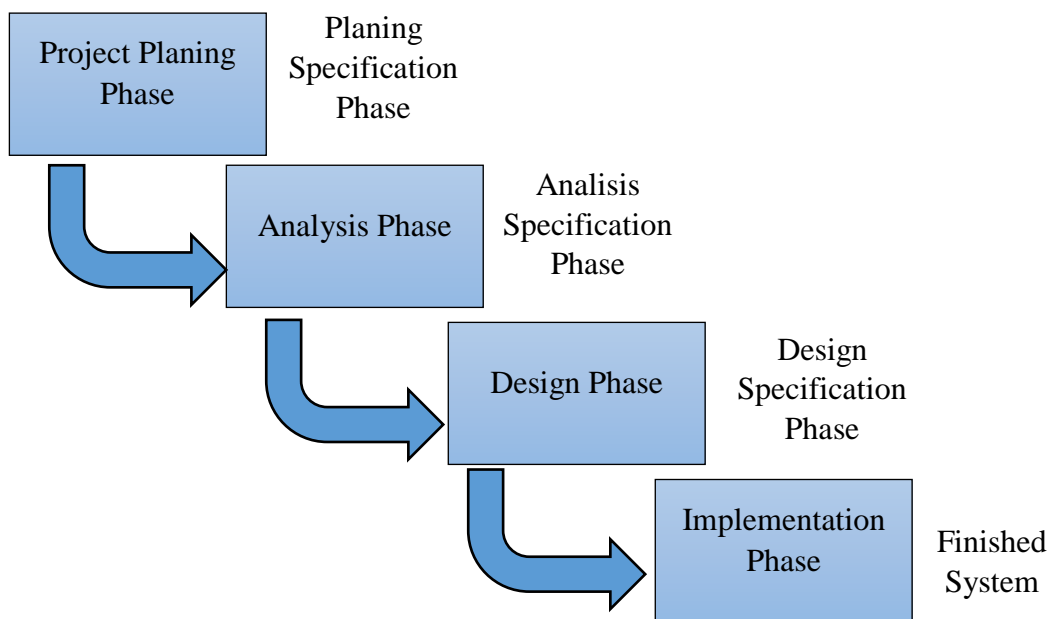 Project Planing
Phase
Planing
Specification
Phase
Analysis Phase
Analisis
Specification
Phase
Design Phase
Design
Specification
Phase
Implementation
Phase
Finished
System